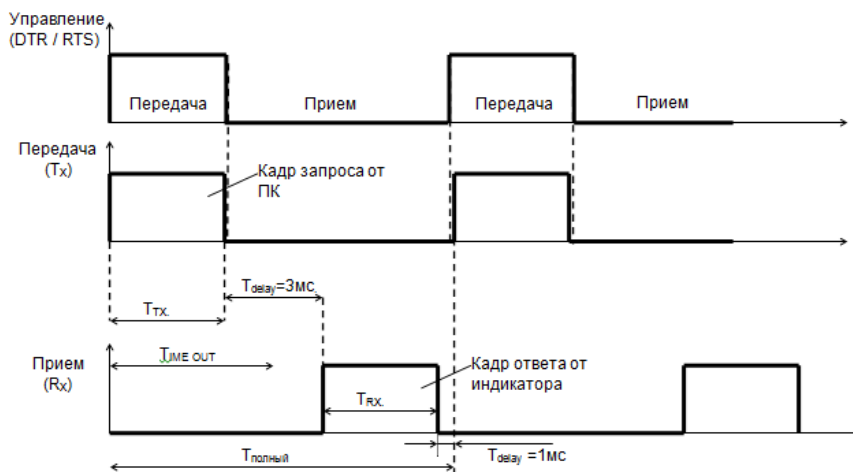 Управление
(DTR / RTS)
Передача
Прием
Передача
Прием
Передача
(Tx)
Кадр запроса от
ПК
Tdelay=3мс.
TTX.
Прием
(Rx)
TIME OUT
Кадр ответа от
индикатора
TRX.
Tполный
Tdelay =1мс